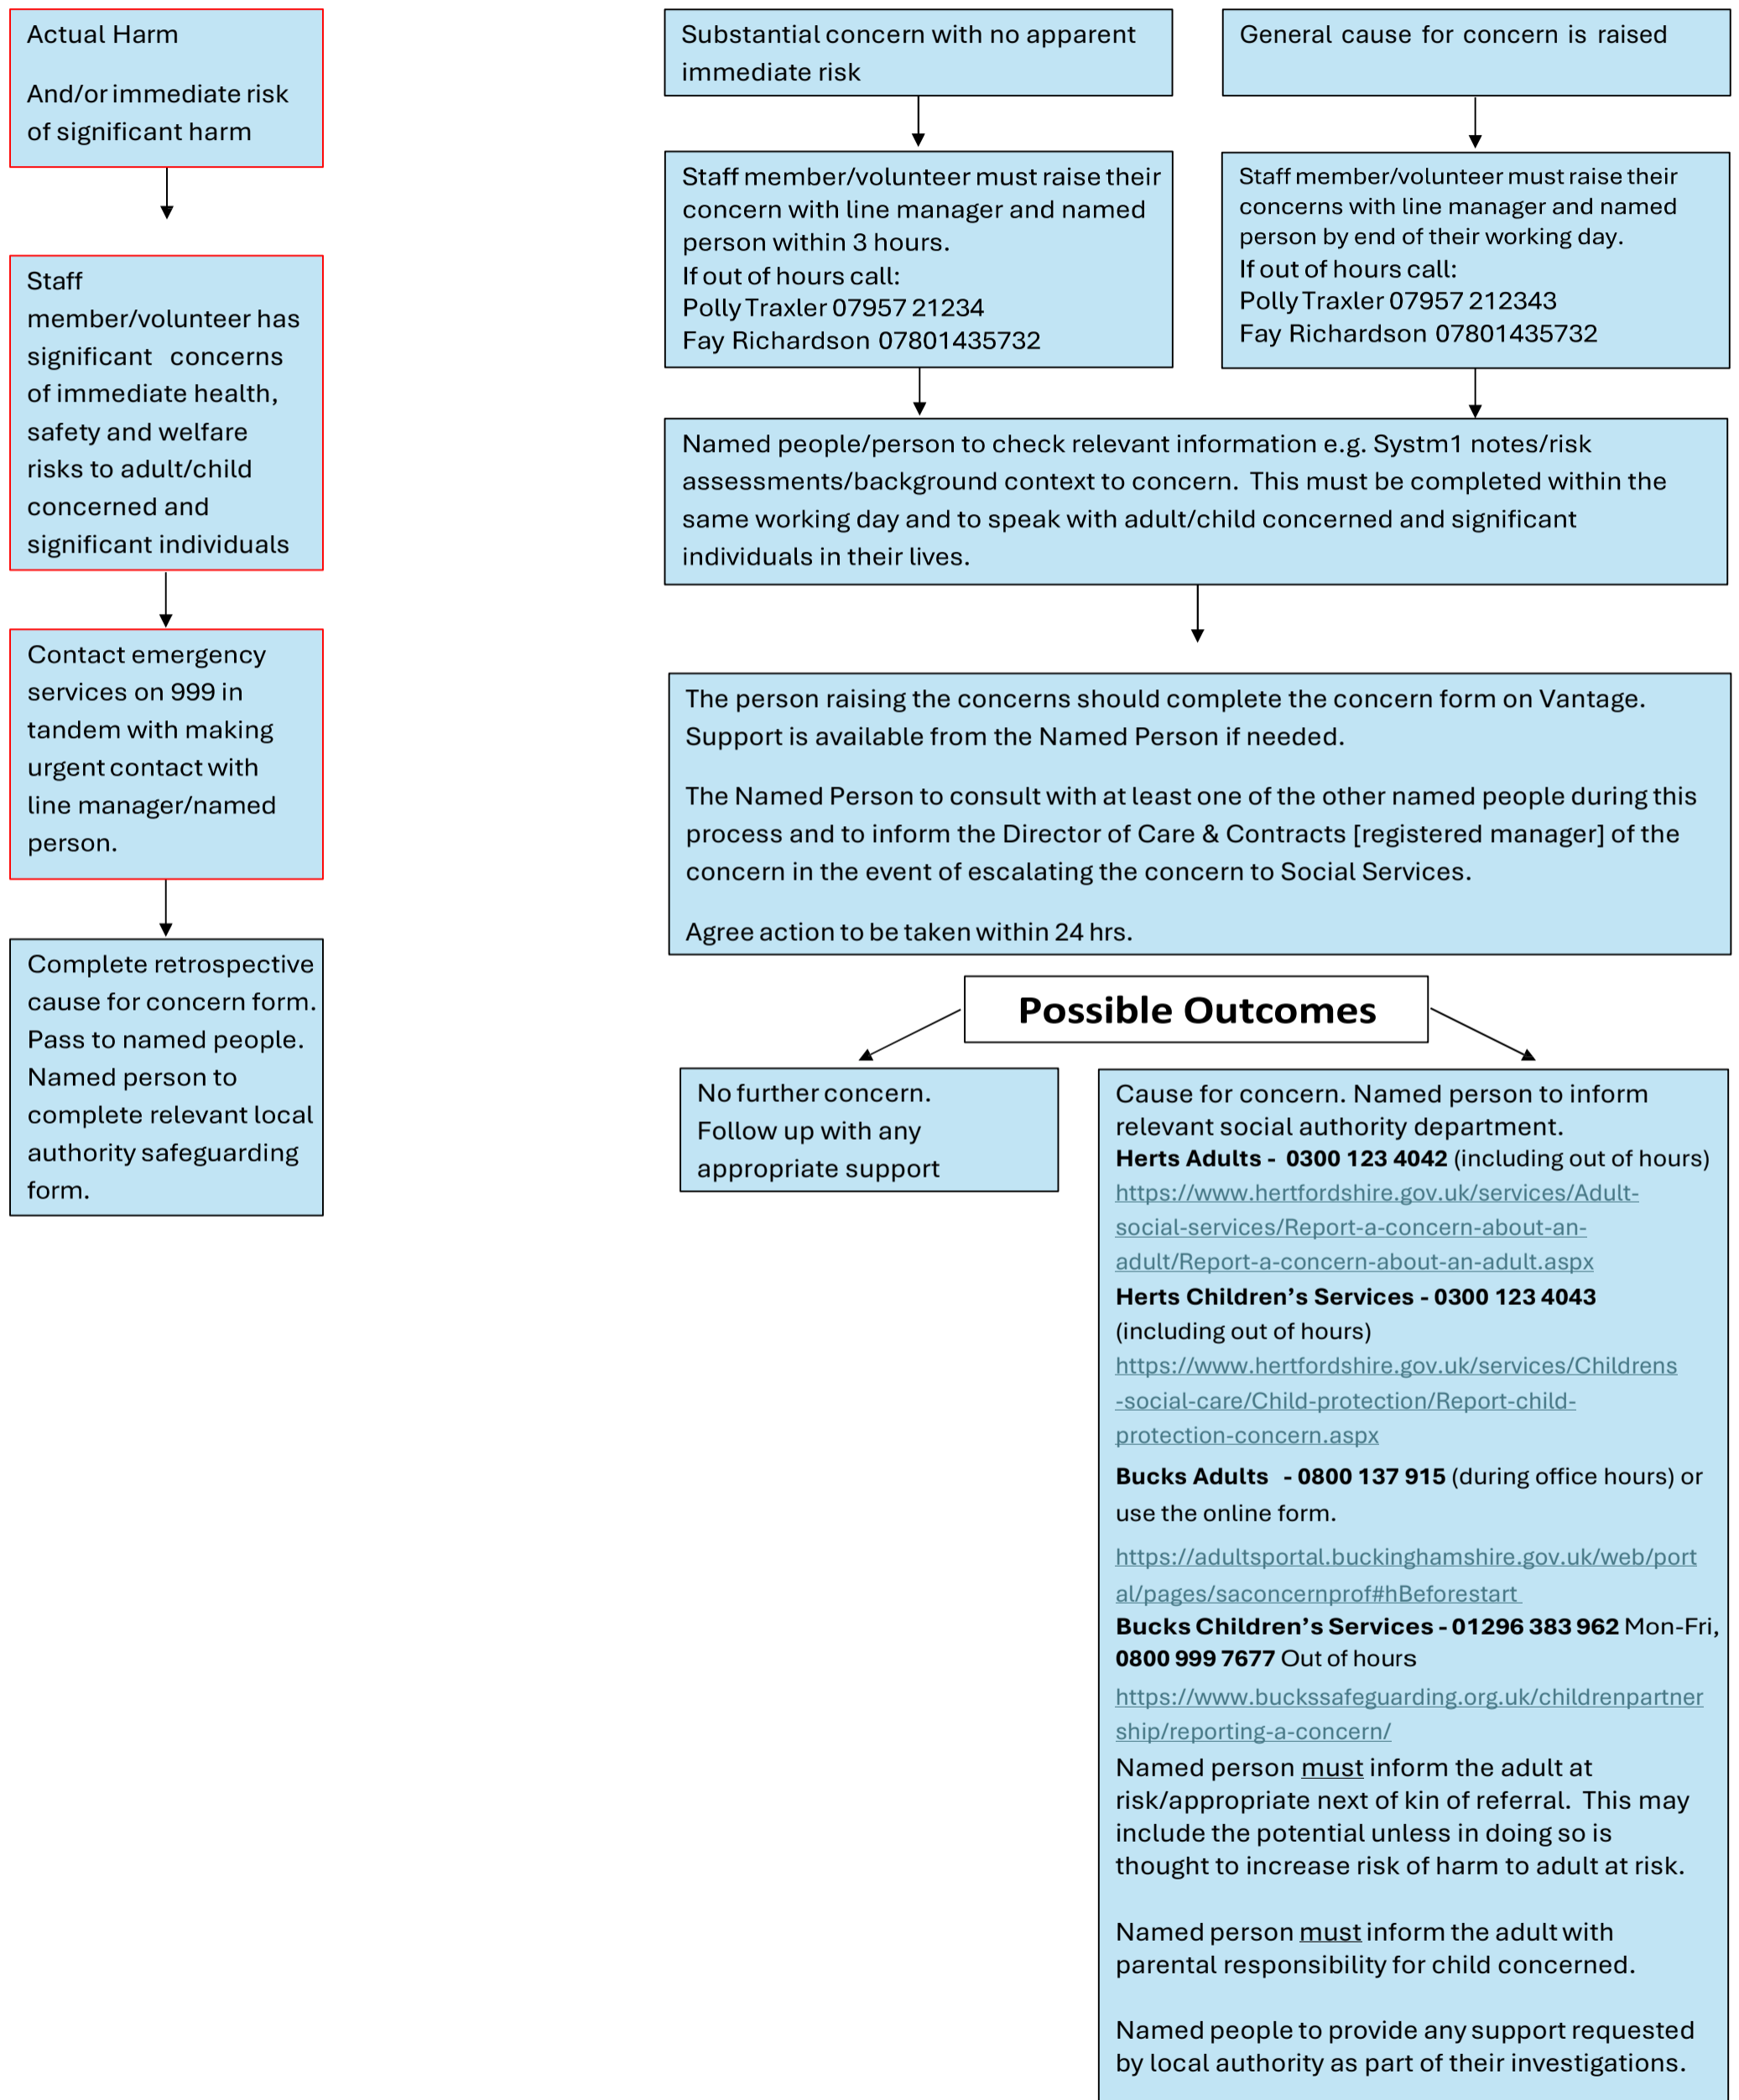 Actual Harm
And/or immediate risk
of significant harm
Staff
member/volunteer has
significant concerns
of immediate health,
safety and welfare
risks to adult/child
concerned and
significant individuals
Contact emergency
services on 999 in
tandem with making
urgent contact with
line manager/named
person.
Complete retrospective
cause for concern form.
Pass to named people.
Named person to
complete relevant local
authority safeguarding
form.
Substantial concern with no apparent
immediate risk
Staff member/volunteer must raise their
concern with line manager and named
person within 3 hours.
If out of hours call:
Polly Traxler 07957 21234
Fay Richardson 07801435732
General cause for concern is raised
Staff member/volunteer must raise their
concerns with line manager and named
person by end of their working day.
If out of hours call:
Polly Traxler 07957 212343
Fay Richardson 07801435732
Named people/person to check relevant information e.g. Systm1 notes/risk
assessments/background context to concern. This must be completed within the
same working day and to speak with adult/child concerned and significant
individuals in their lives.
The person raising the concerns should complete the concern form on Vantage.
Support is available from the Named Person if needed.
The Named Person to consult with at least one of the other named people during this
process and to inform the Director of Care & Contracts [registered manager] of the
concern in the event of escalating the concern to Social Services.
Agree action to be taken within 24 hrs.
Possible Outcomes
No further concern.
Follow up with any
appropriate support
Cause for concern. Named person to inform
relevant social authority department.
Herts Adults - 0300 123 4042 (including out of hours)
https://www.hertfordshire.gov.uk/services/Adult-
social-services/Report-a-concern-about-an-
adult/Report-a-concern-about-an-adult.aspx
Herts Children's Services - 0300 123 4043
(including out of hours)
https://www.hertfordshire.gov.uk/services/Childrens
-social-care/Child-protection/Report-child-
protection-concern.aspx
Bucks Adults - 0800 137 915 (during office hours) or
use the online form.
https://adultsportal.buckinghamshire.gov.uk/web/port
al/pages/saconcernprof#hBeforestart
Bucks Children's Services - 01296 383 962 Mon-Fri,
0800 999 7677 Out of hours
https://www.buckssafeguarding.org.uk/childrenpartner
ship/reporting-a-concern/
Named person must inform the adult at
risk/appropriate next of kin of referral. This may
include the potential unless in doing so is
thought to increase risk of harm to adult at risk.
Named person must inform the adult with
parental responsibility for child concerned.
Named people to provide any support requested
by local authority as part of their investigations.